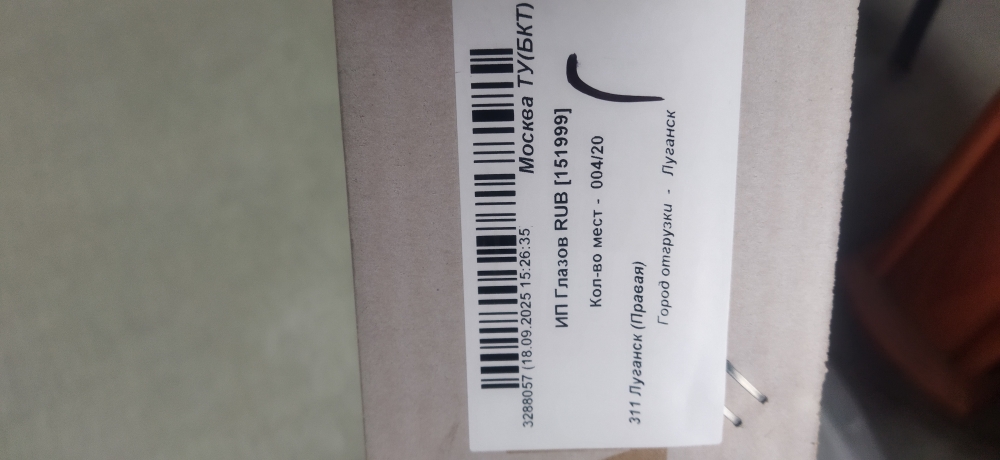 Москва ТУ(БКТ)
3288057 (18.09.2025 15:26:35
ИП Глазов RUB [151999]
Кол-во мест - 004/20
311 Луганск (Правая)
Город отгрузки - Луганск